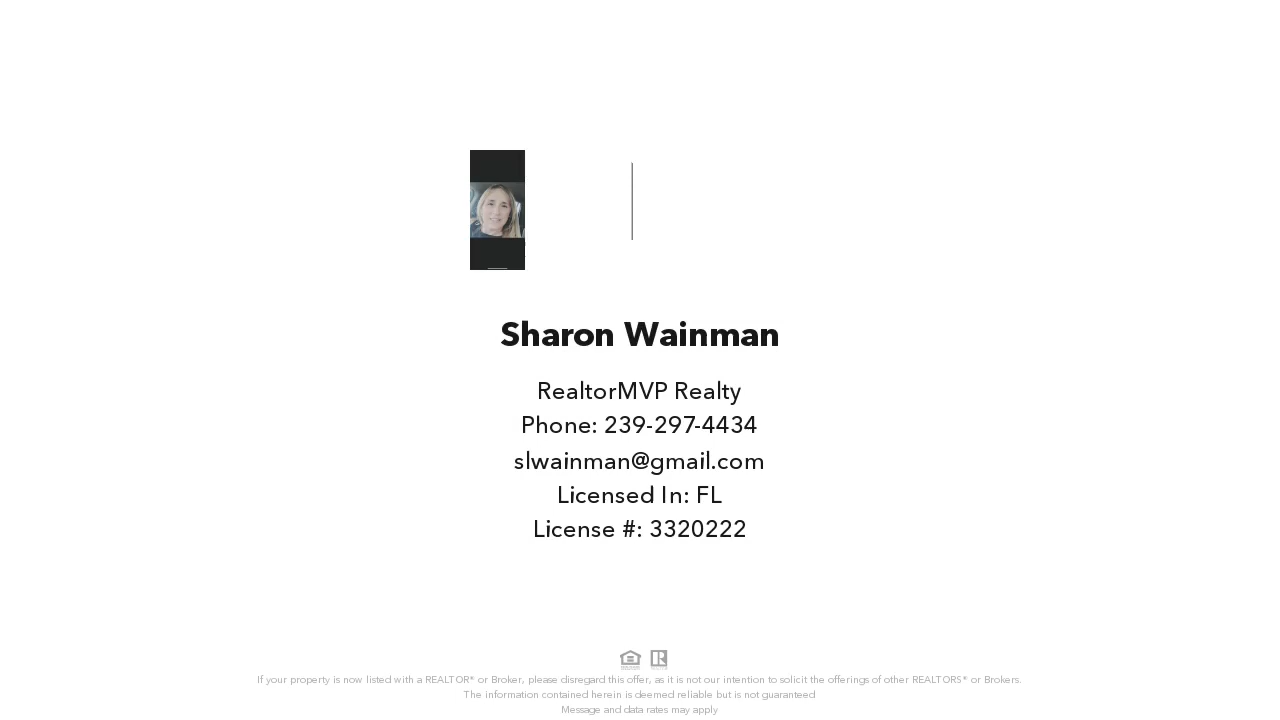 Sharon Wainman
RealtorMVP Realty
Phone: 239-297-4434
slwainman@gmail.com
Licensed In: FL
License #: 3320222
If your property is now listed with a REALTOR® or Broker, please disregard this offer, as it is not our intention to solicit the offerings of other REALTORS® or Brokers.
The information contained herein is deemed reliable but is not guaranteed
Message and data rates may apply